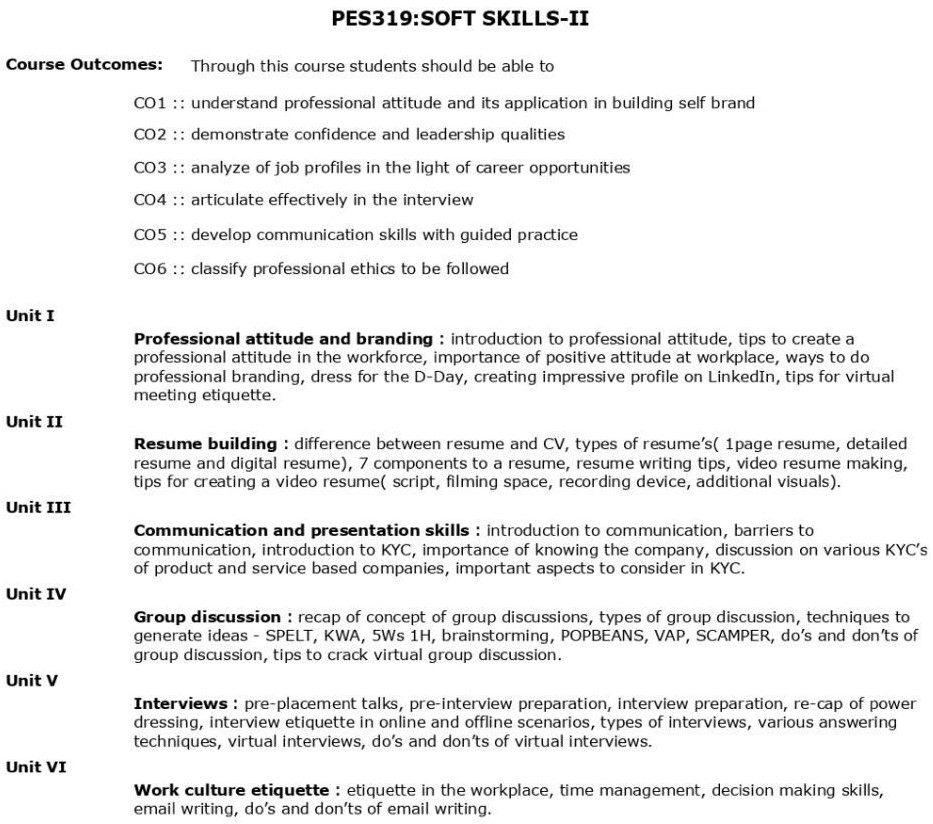 PES319:SOFT SKILLS-II
Course Outcomes: Through this course students should be able to
CO1 :: understand professional attitude and its application in building self brand
CO2 :: demonstrate confidence and leadership qualities
CO3 :: analyze of job profiles in the light of career opportunities
CO4 :: articulate effectively in the interview
CO5 :: develop communication skills with guided practice
CO6 :: classify professional ethics to be followed
Unit I
Professional attitude and branding : introduction to professional attitude, tips to create a
professional attitude in the workforce, importance of positive attitude at workplace, ways to do
professional branding, dress for the D-Day, creating impressive profile on LinkedIn, tips for virtual
meeting etiquette.
Unit II
Resume building : difference between resume and CV, types of resume's( 1page resume, detailed
resume and digital resume), 7 components to a resume, resume writing tips, video resume making,
tips for creating a video resume( script, filming space, recording device, additional visuals).
Unit III
Communication and presentation skills : introduction to communication, barriers to
communication, introduction to KYC, importance of knowing the company, discussion on various KYC's
of product and service based companies, important aspects to consider in KYC.
Unit IV
Group discussion : recap of concept of group discussions, types of group discussion, techniques to
generate ideas - SPELT, KWA, 5Ws 1H, brainstorming, POPBEANS, VAP, SCAMPER, do's and don'ts of
group discussion, tips to crack virtual group discussion.
Unit V
Interviews : pre-placement talks, pre-interview preparation, interview preparation, re-cap of power
dressing, interview etiquette in online and offline scenarios, types of interviews, various answering
techniques, virtual interviews, do's and don'ts of virtual interviews.
Unit VI
Work culture etiquette : etiquette in the workplace, time management, decision making skills,
email writing, do's and don'ts of email writing.